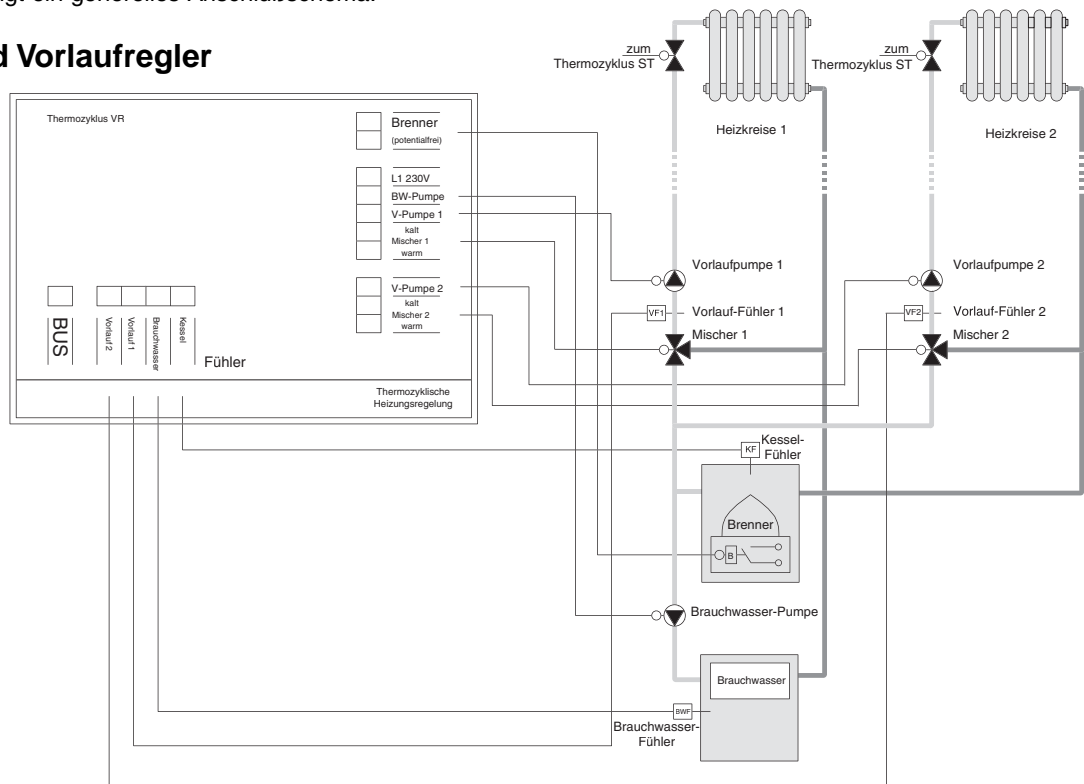 ein generelles Anschlußschema.
Vorlaufregler
Thermozyklus VR
Brenner
(potentialfrei)
L1 230V
BW-Pumpe
V-Pumpe 1
kalt
Mischer 1
warm
V-Pumpe 2
kalt
Mischer 2
warm
BUS
Vorlauf 2
Vorlauf 1
Brauchwasser
Kessel
Fühler
Thermozyklische
Heizungsregelung
zum
Thermozyklus ST
Heizkreise 1
zum
Thermozyklus ST
Heizkreise 2
Vorlaufpumpe 1
VF1
Vorlauf-Fühler 1
Mischer 1
Vorlaufpumpe 2
VF2
Vorlauf-Fühler 2
Mischer 2
KF
Kessel-
Fühler
Brenner
B
Brauchwasser-Pumpe
Brauchwasser
BWF
Brauchwasser-
Fühler